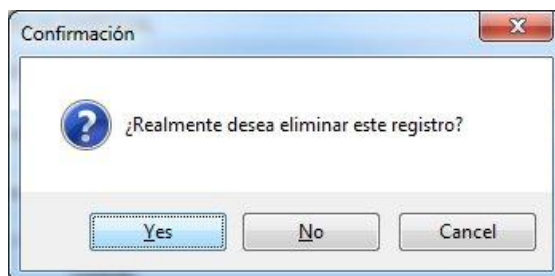 Confirmación
¿Realmente desea eliminar este registro?
Yes
No
Cancel